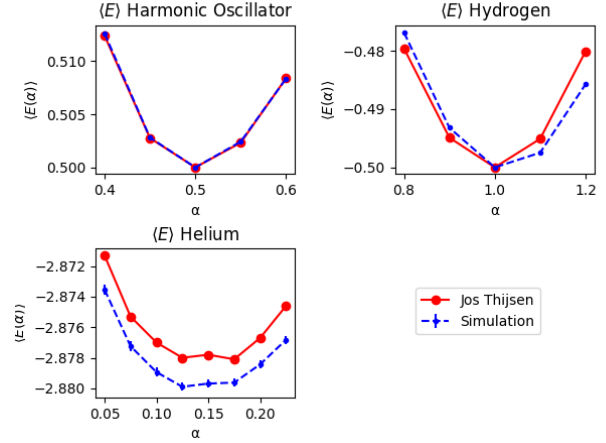 ⟨E⟩ Harmonic Oscillator
0.510
0.505
0.500
⟨E(α)⟩
0.4
0.5
0.6
α
⟨E⟩ Hydrogen
−0.48
−0.49
−0.50
⟨E(α)⟩
0.8
1.0
1.2
α
⟨E⟩ Helium
−2.872
−2.874
−2.876
−2.878
−2.880
⟨E(α)⟩
0.05
0.10
0.15
0.20
α
Jos Thijsen
Simulation